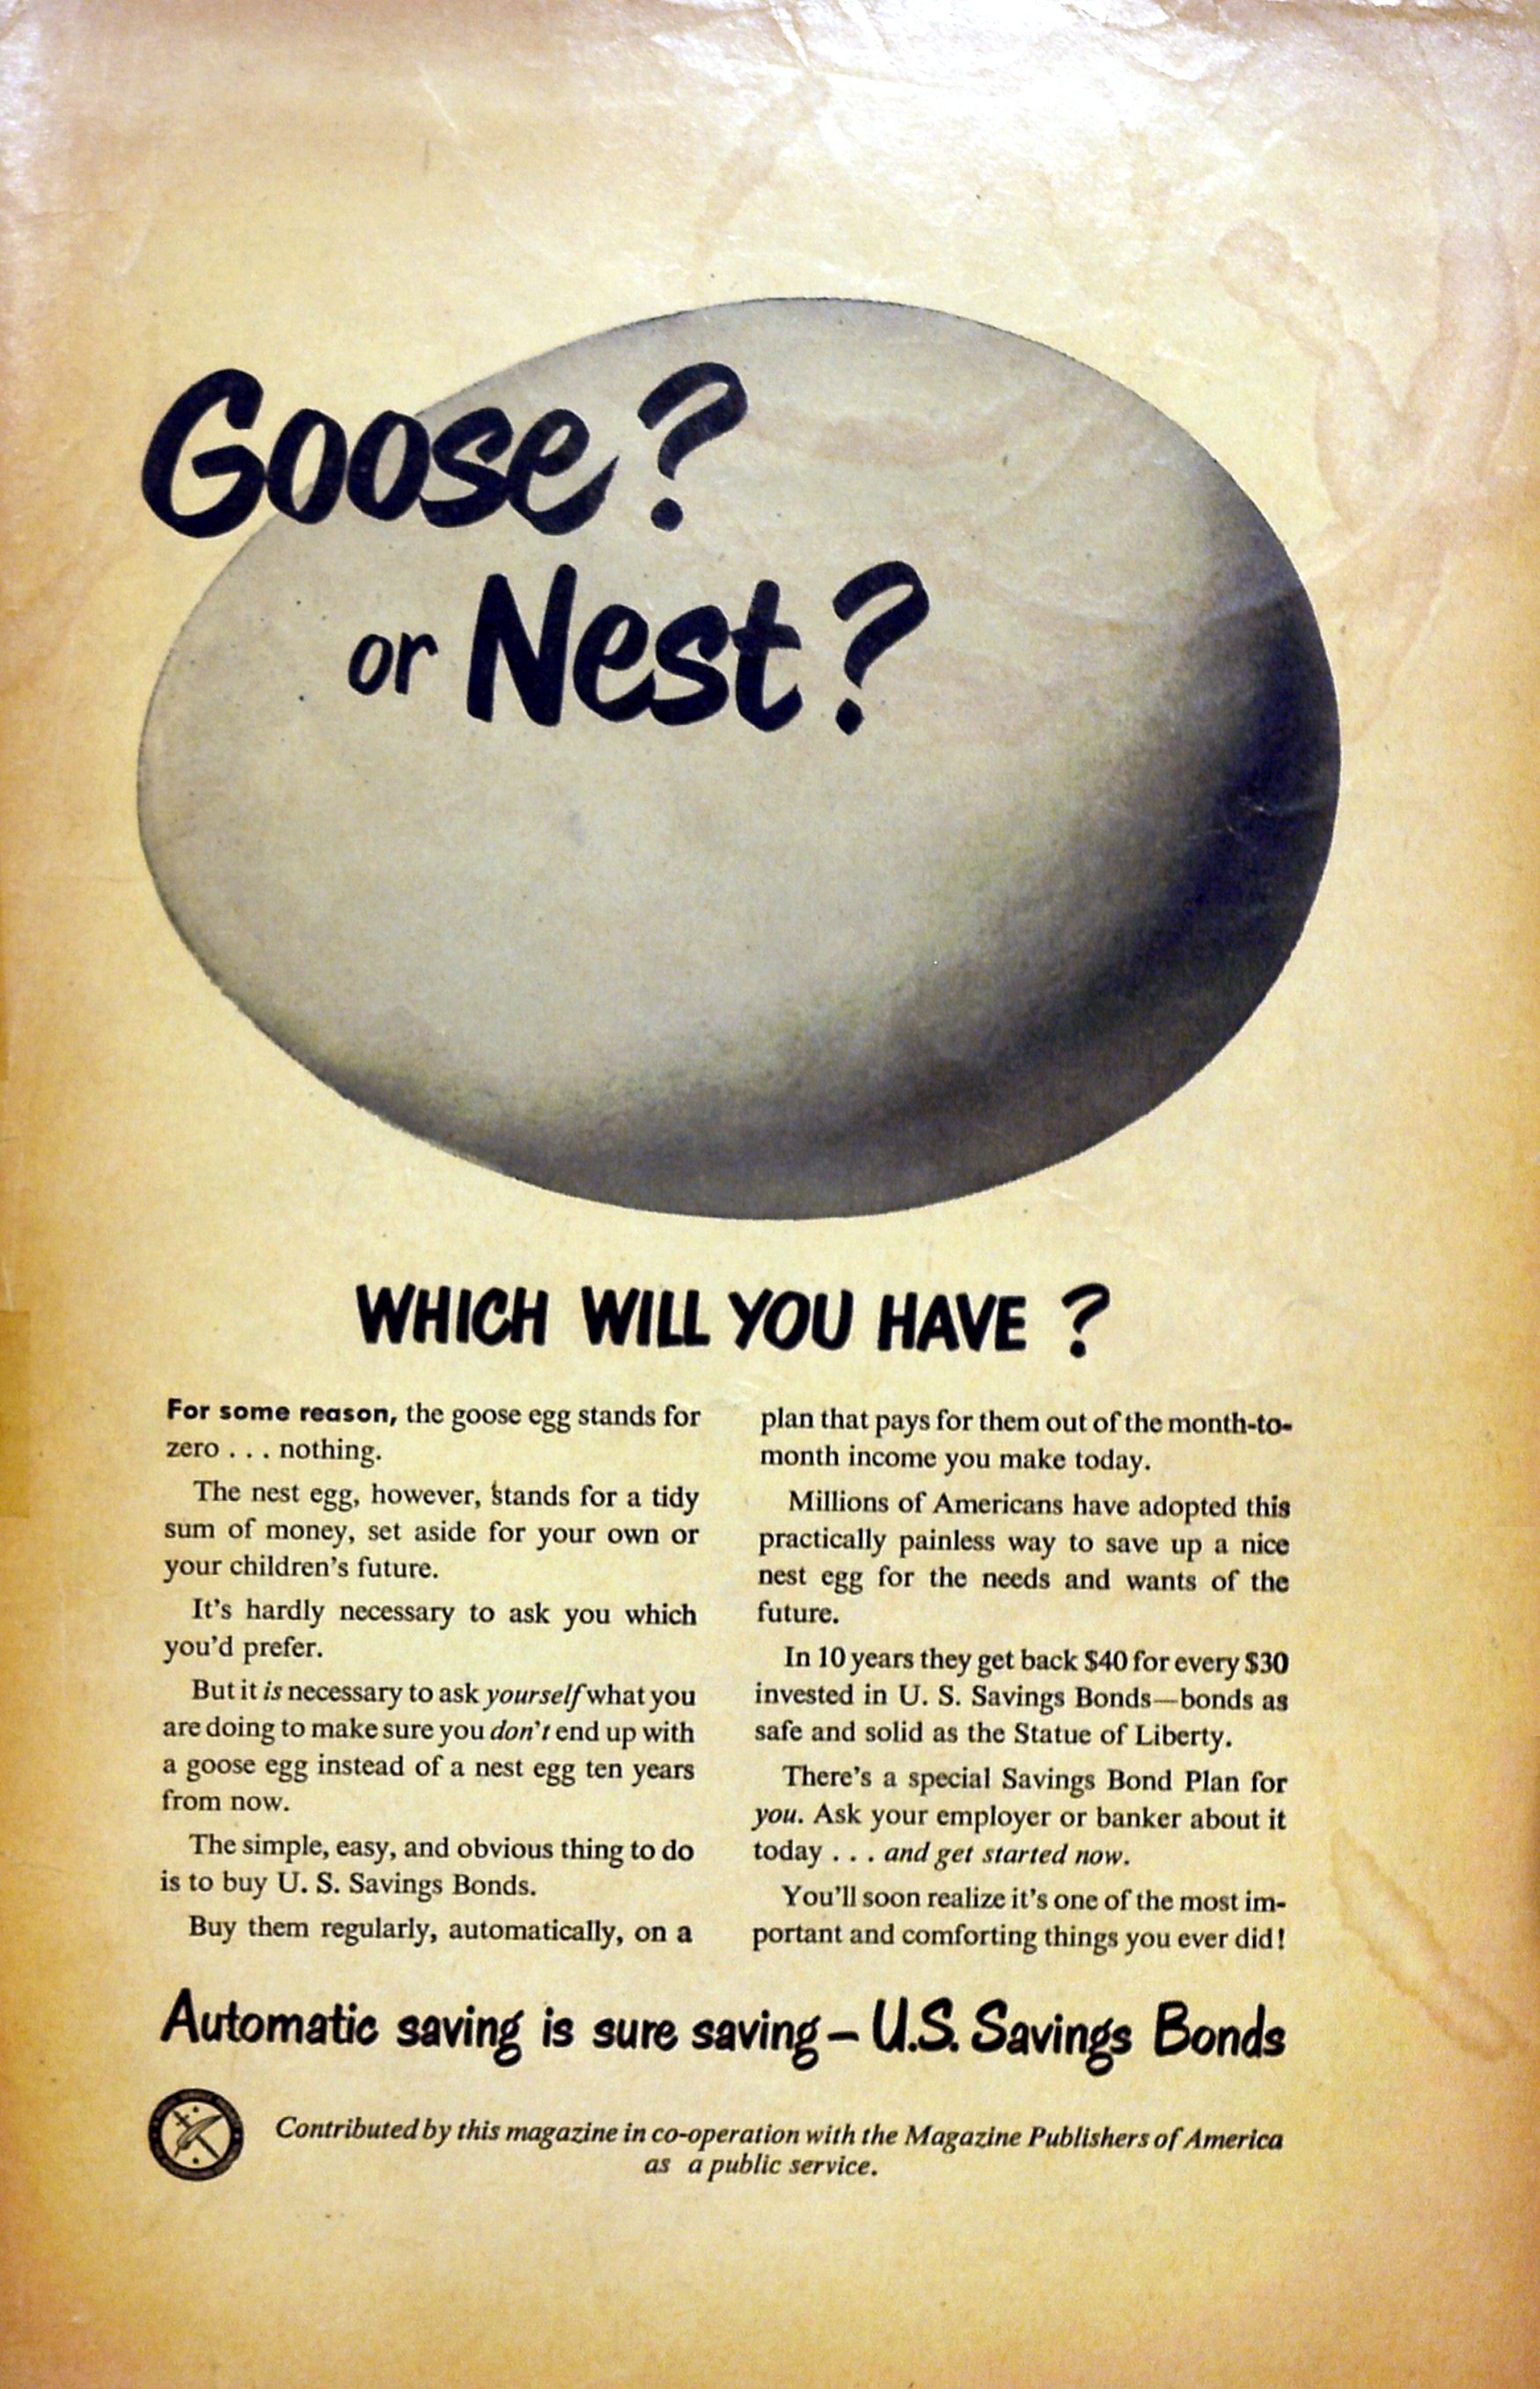 Goose?
or Nest?
WHICH WILL YOU HAVE ?
For some reason, the goose egg stands for
zero . . . nothing.
The nest egg, however, stands for a tidy
sum of money, set aside for your own or
your children's future.
It's hardly necessary to ask you which
you'd prefer.
But it is necessary to ask yourself what you
are doing to make sure you don't end up with
a goose egg instead of a nest egg ten years
from now.
The simple, easy, and obvious thing to do
is to buy U. S. Savings Bonds.
Buy them regularly, automatically, on a
plan that pays for them out of the month-to-
month income you make today.
Millions of Americans have adopted this
practically painless way to save up a nice
nest egg for the needs and wants of the
future.
In 10 years they get back $40 for every $30
invested in U. S. Savings Bonds—bonds as
safe and solid as the Statue of Liberty.
There's a special Savings Bond Plan for
you. Ask your employer or banker about it
today . . . and get started now.
You'll soon realize it's one of the most im-
portant and comforting things you ever did!
Automatic saving is sure saving – U.S. Savings Bonds
Contributed by this magazine in co-operation with the Magazine Publishers of America
as a public service.